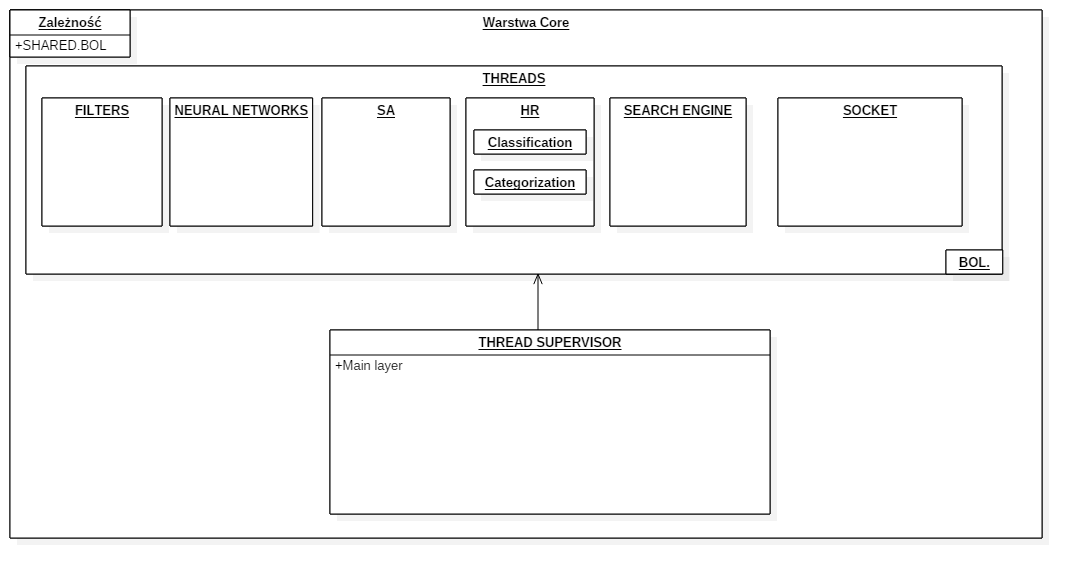 Zależność
+SHARED.BOL
Warstwa Core
THREADS
FILTERS
NEURAL NETWORKS
SA
HR
Classification
Categorization
SEARCH ENGINE
SOCKET
BOL.
THREAD SUPERVISOR
+Main layer